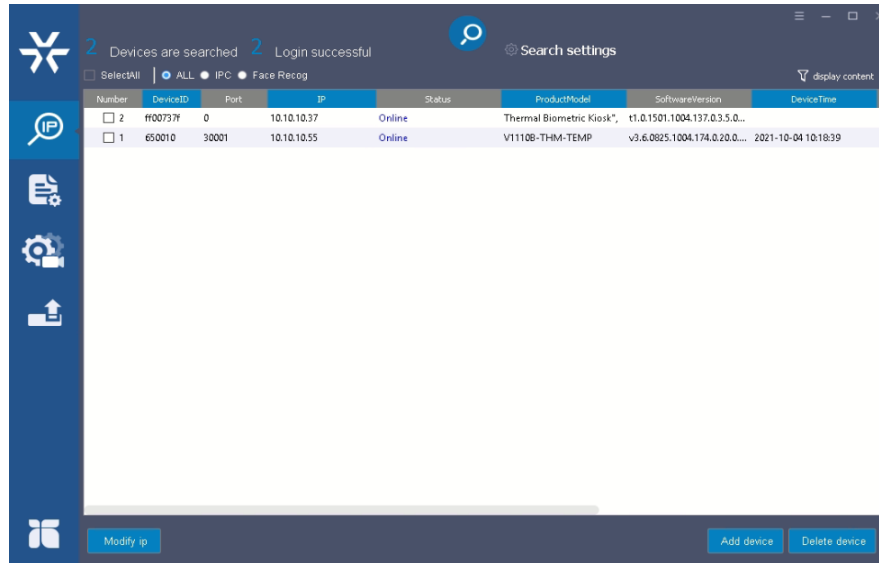 2 Devices are searched 2 Login successful
Search settings
SelectAll ALL IPC Face Recog
display content
Number DeviceID Port IP Status ProductModel SoftwareVersion DeviceTime
2 ff00737f 0 10.10.10.37 Online Thermal Biometric Kiosk", t1.0.1501.1004.137.0.3.5.0...
1 650010 30001 10.10.10.55 Online V1110B-THM-TEMP v3.6.0825.1004.174.0.20.0.... 2021-10-04 10:18:39
IP
Modify ip
Add device Delete device